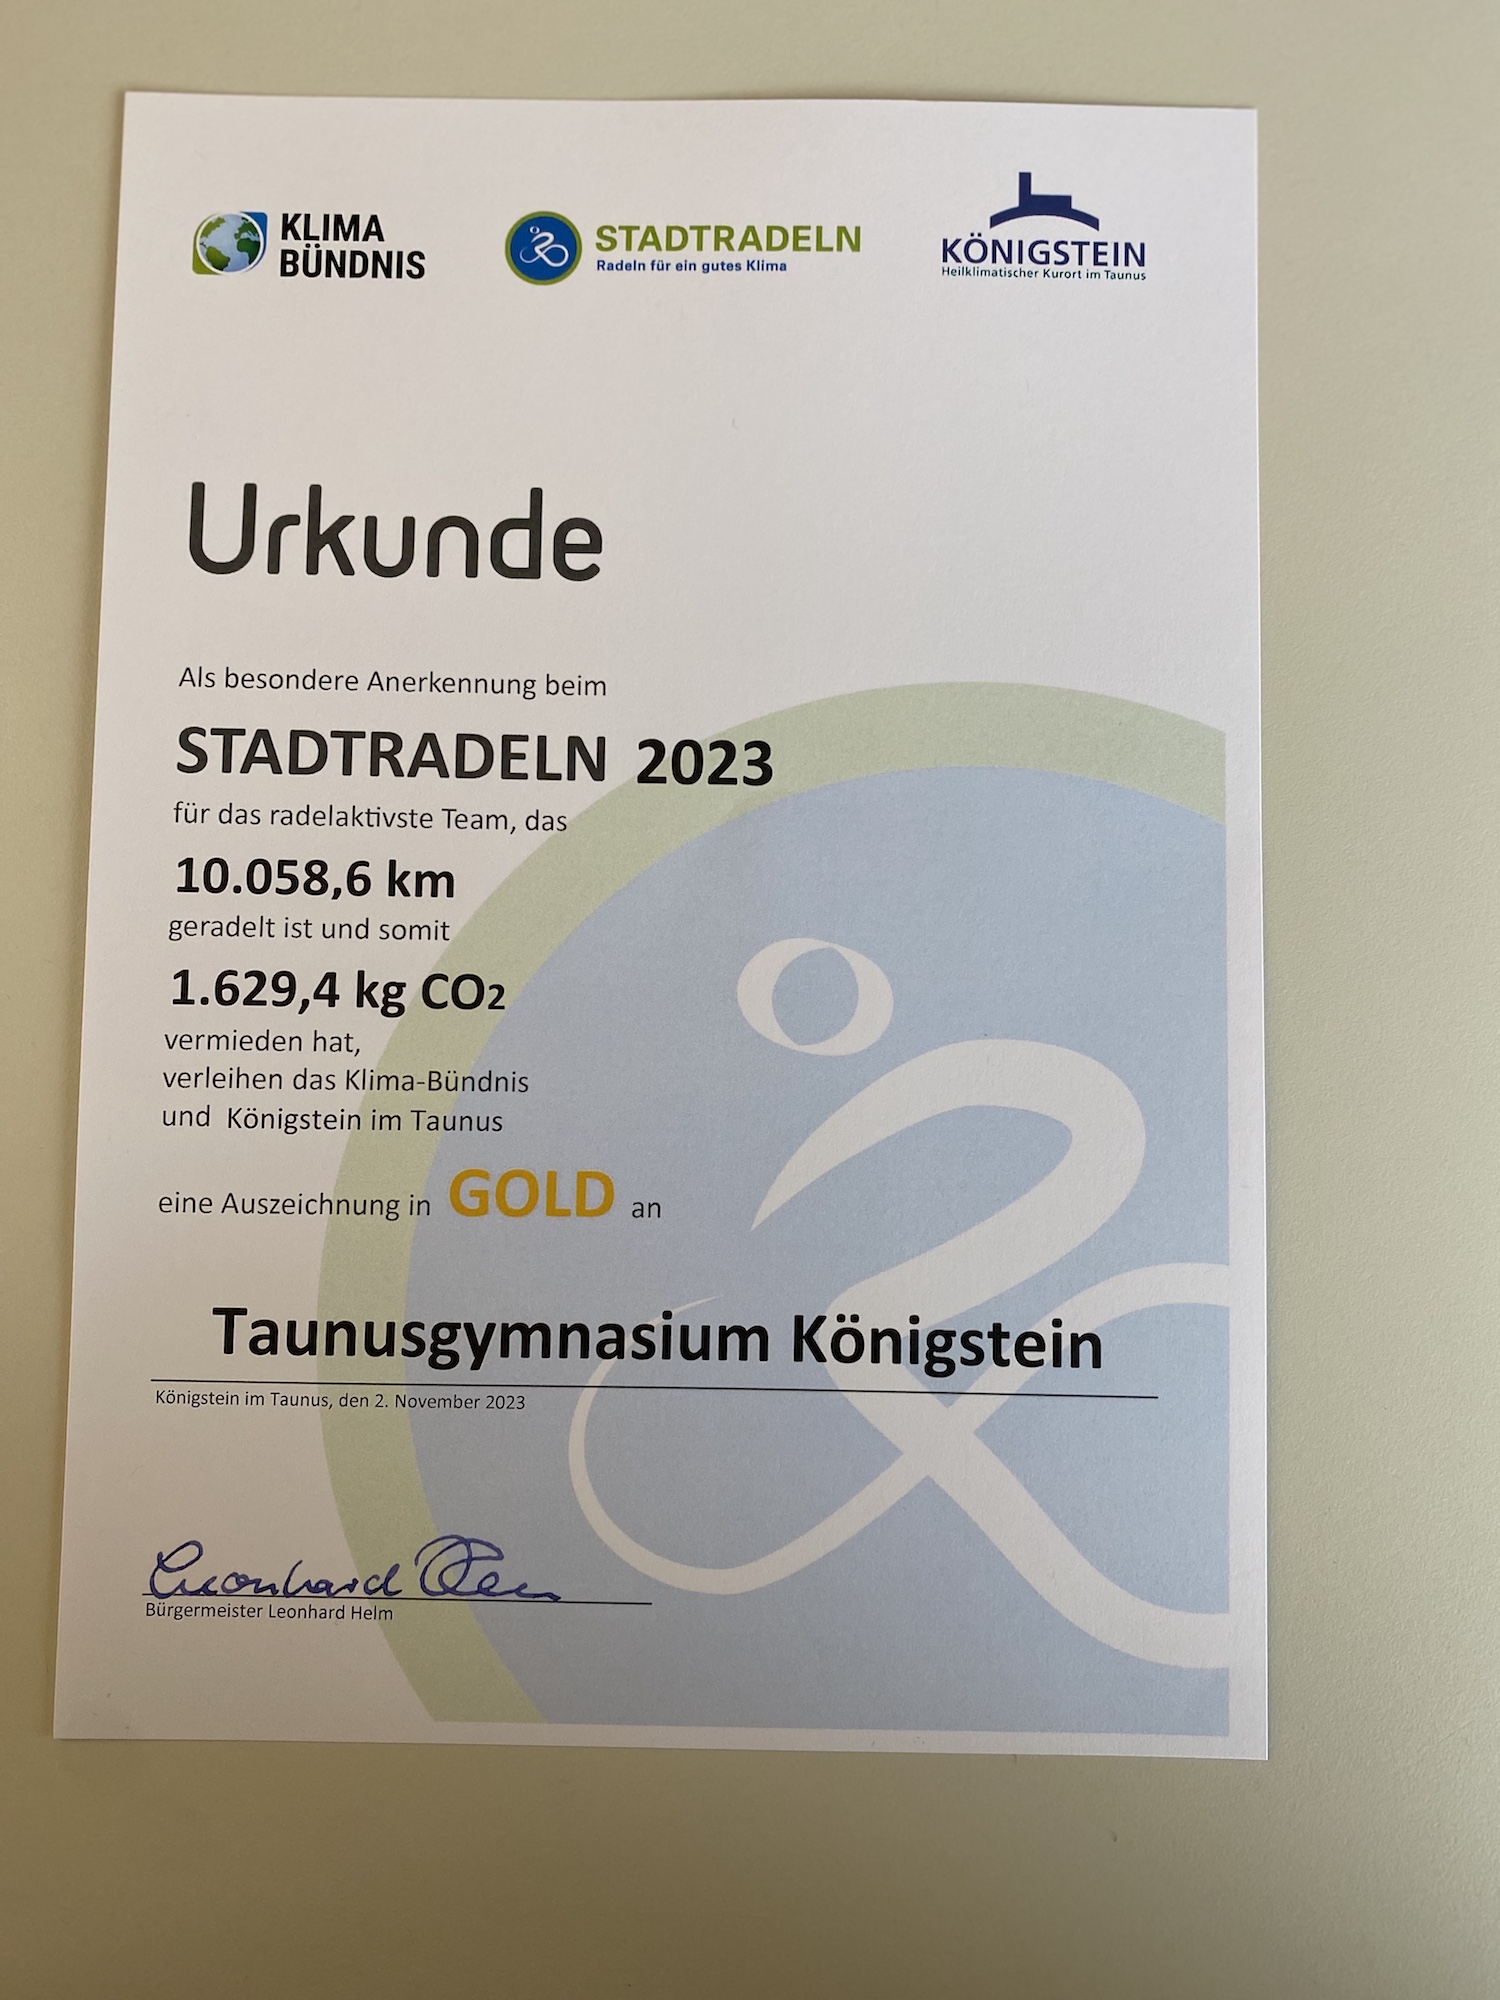 KLIMA
BÜNDNIS
STADTRADELN
Radeln für ein gutes Klima
KÖNIGSTEIN
Heilklimatischer Kurort im Taunus
Urkunde
Als besondere Anerkennung beim
STADTRADELN 2023
für das radelaktivste Team, das
10.058,6 km
geradelt ist und somit
1.629,4 kg CO2
vermieden hat,
verleihen das Klima-Bündnis
und Königstein im Taunus
eine Auszeichnung in GOLD an
Taunusgymnasium Königstein
Königstein im Taunus, den 2. November 2023
Leonhard Helm
Bürgermeister Leonhard Helm